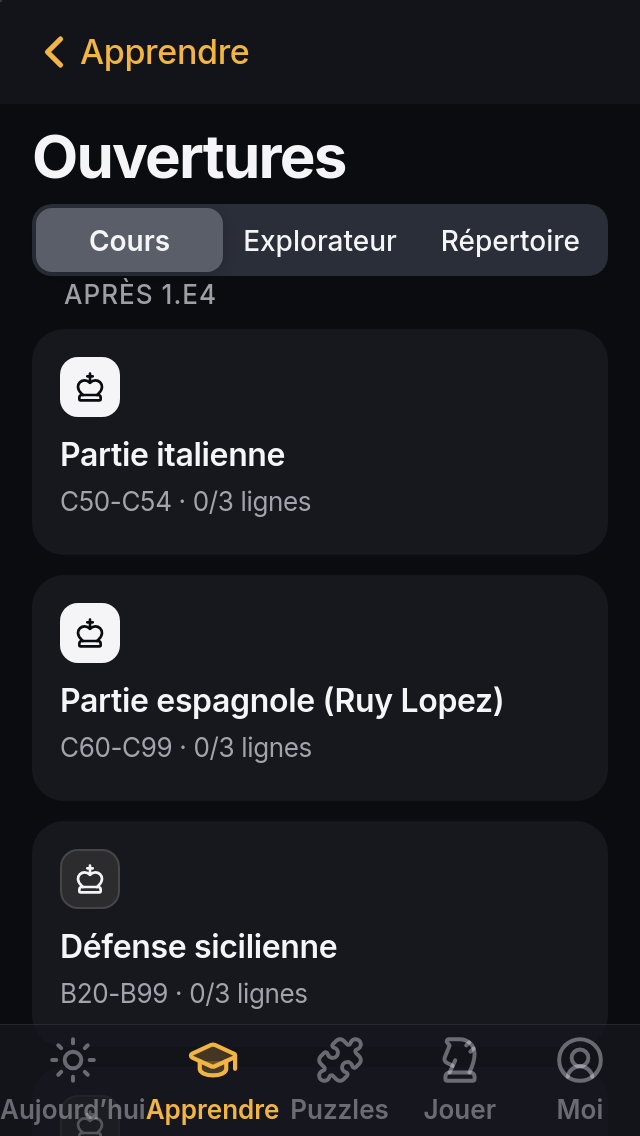 Apprendre
Ouvertures
Cours Explorateur Répertoire
APRÈS 1.E4
Partie italienne
C50-C54 · 0/3 lignes
Partie espagnole (Ruy Lopez)
C60-C99 · 0/3 lignes
Défense sicilienne
B20-B99 · 0/3 lignes
Aujourd’hui Apprendre Puzzles Jouer Moi